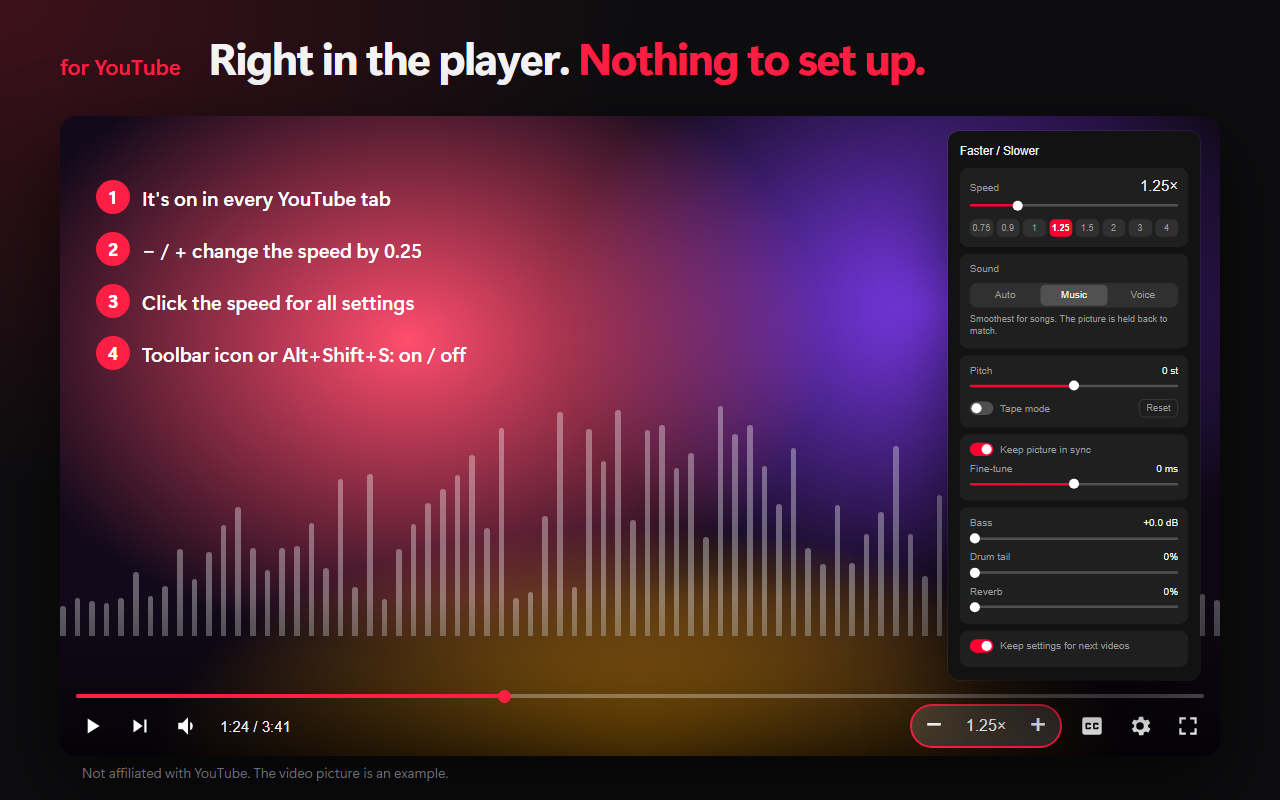 for YouTube
Right in the player. Nothing to set up.
1 It's on in every YouTube tab
2 − / + change the speed by 0.25
3 Click the speed for all settings
4 Toolbar icon or Alt+Shift+S: on / off
Faster / Slower
Speed 1.25×
0.75 0.9 1 1.25 1.5 2 3 4
Sound
Auto Music Voice
Smoothest for songs. The picture is held back to
match.
Pitch 0 st
Tape mode Reset
Keep picture in sync
Fine-tune 0 ms
Bass +0.0 dB
Drum tail 0%
Reverb 0%
Keep settings for next videos
1:24 / 3:41 − 1.25× + CC
Not affiliated with YouTube. The video picture is an example.